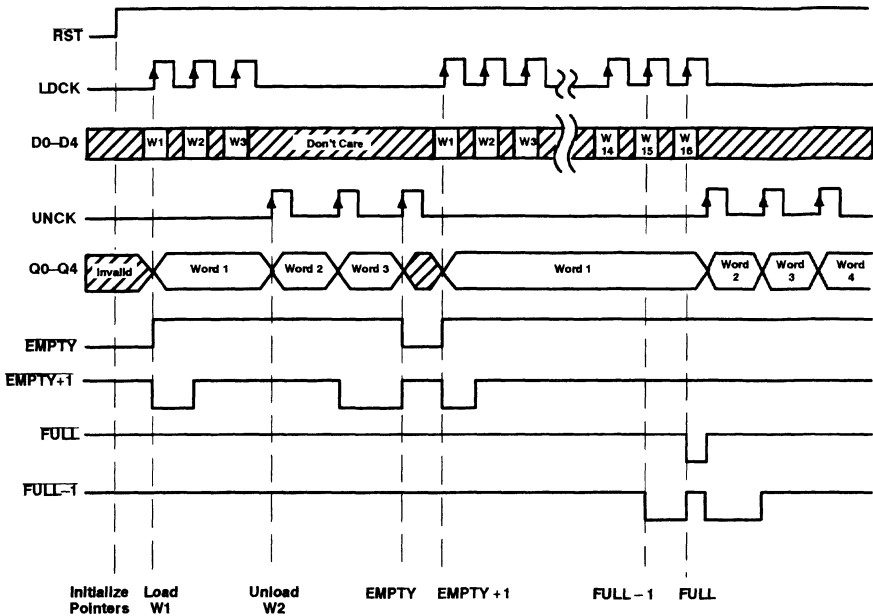 RST
LDCK
D0–D4 W1 W2 W3 Don't Care W1 W2 W3 W 14 W 15 W 16
UNCK
Q0–Q4 Invalid Word 1 Word 2 Word 3 Word 1 Word 2 Word 3 Word 4
EMPTY
EMPTY+1
FULL
FULL–1
Initialize Pointers
Load W1
Unload W2
EMPTY
EMPTY + 1
FULL – 1
FULL